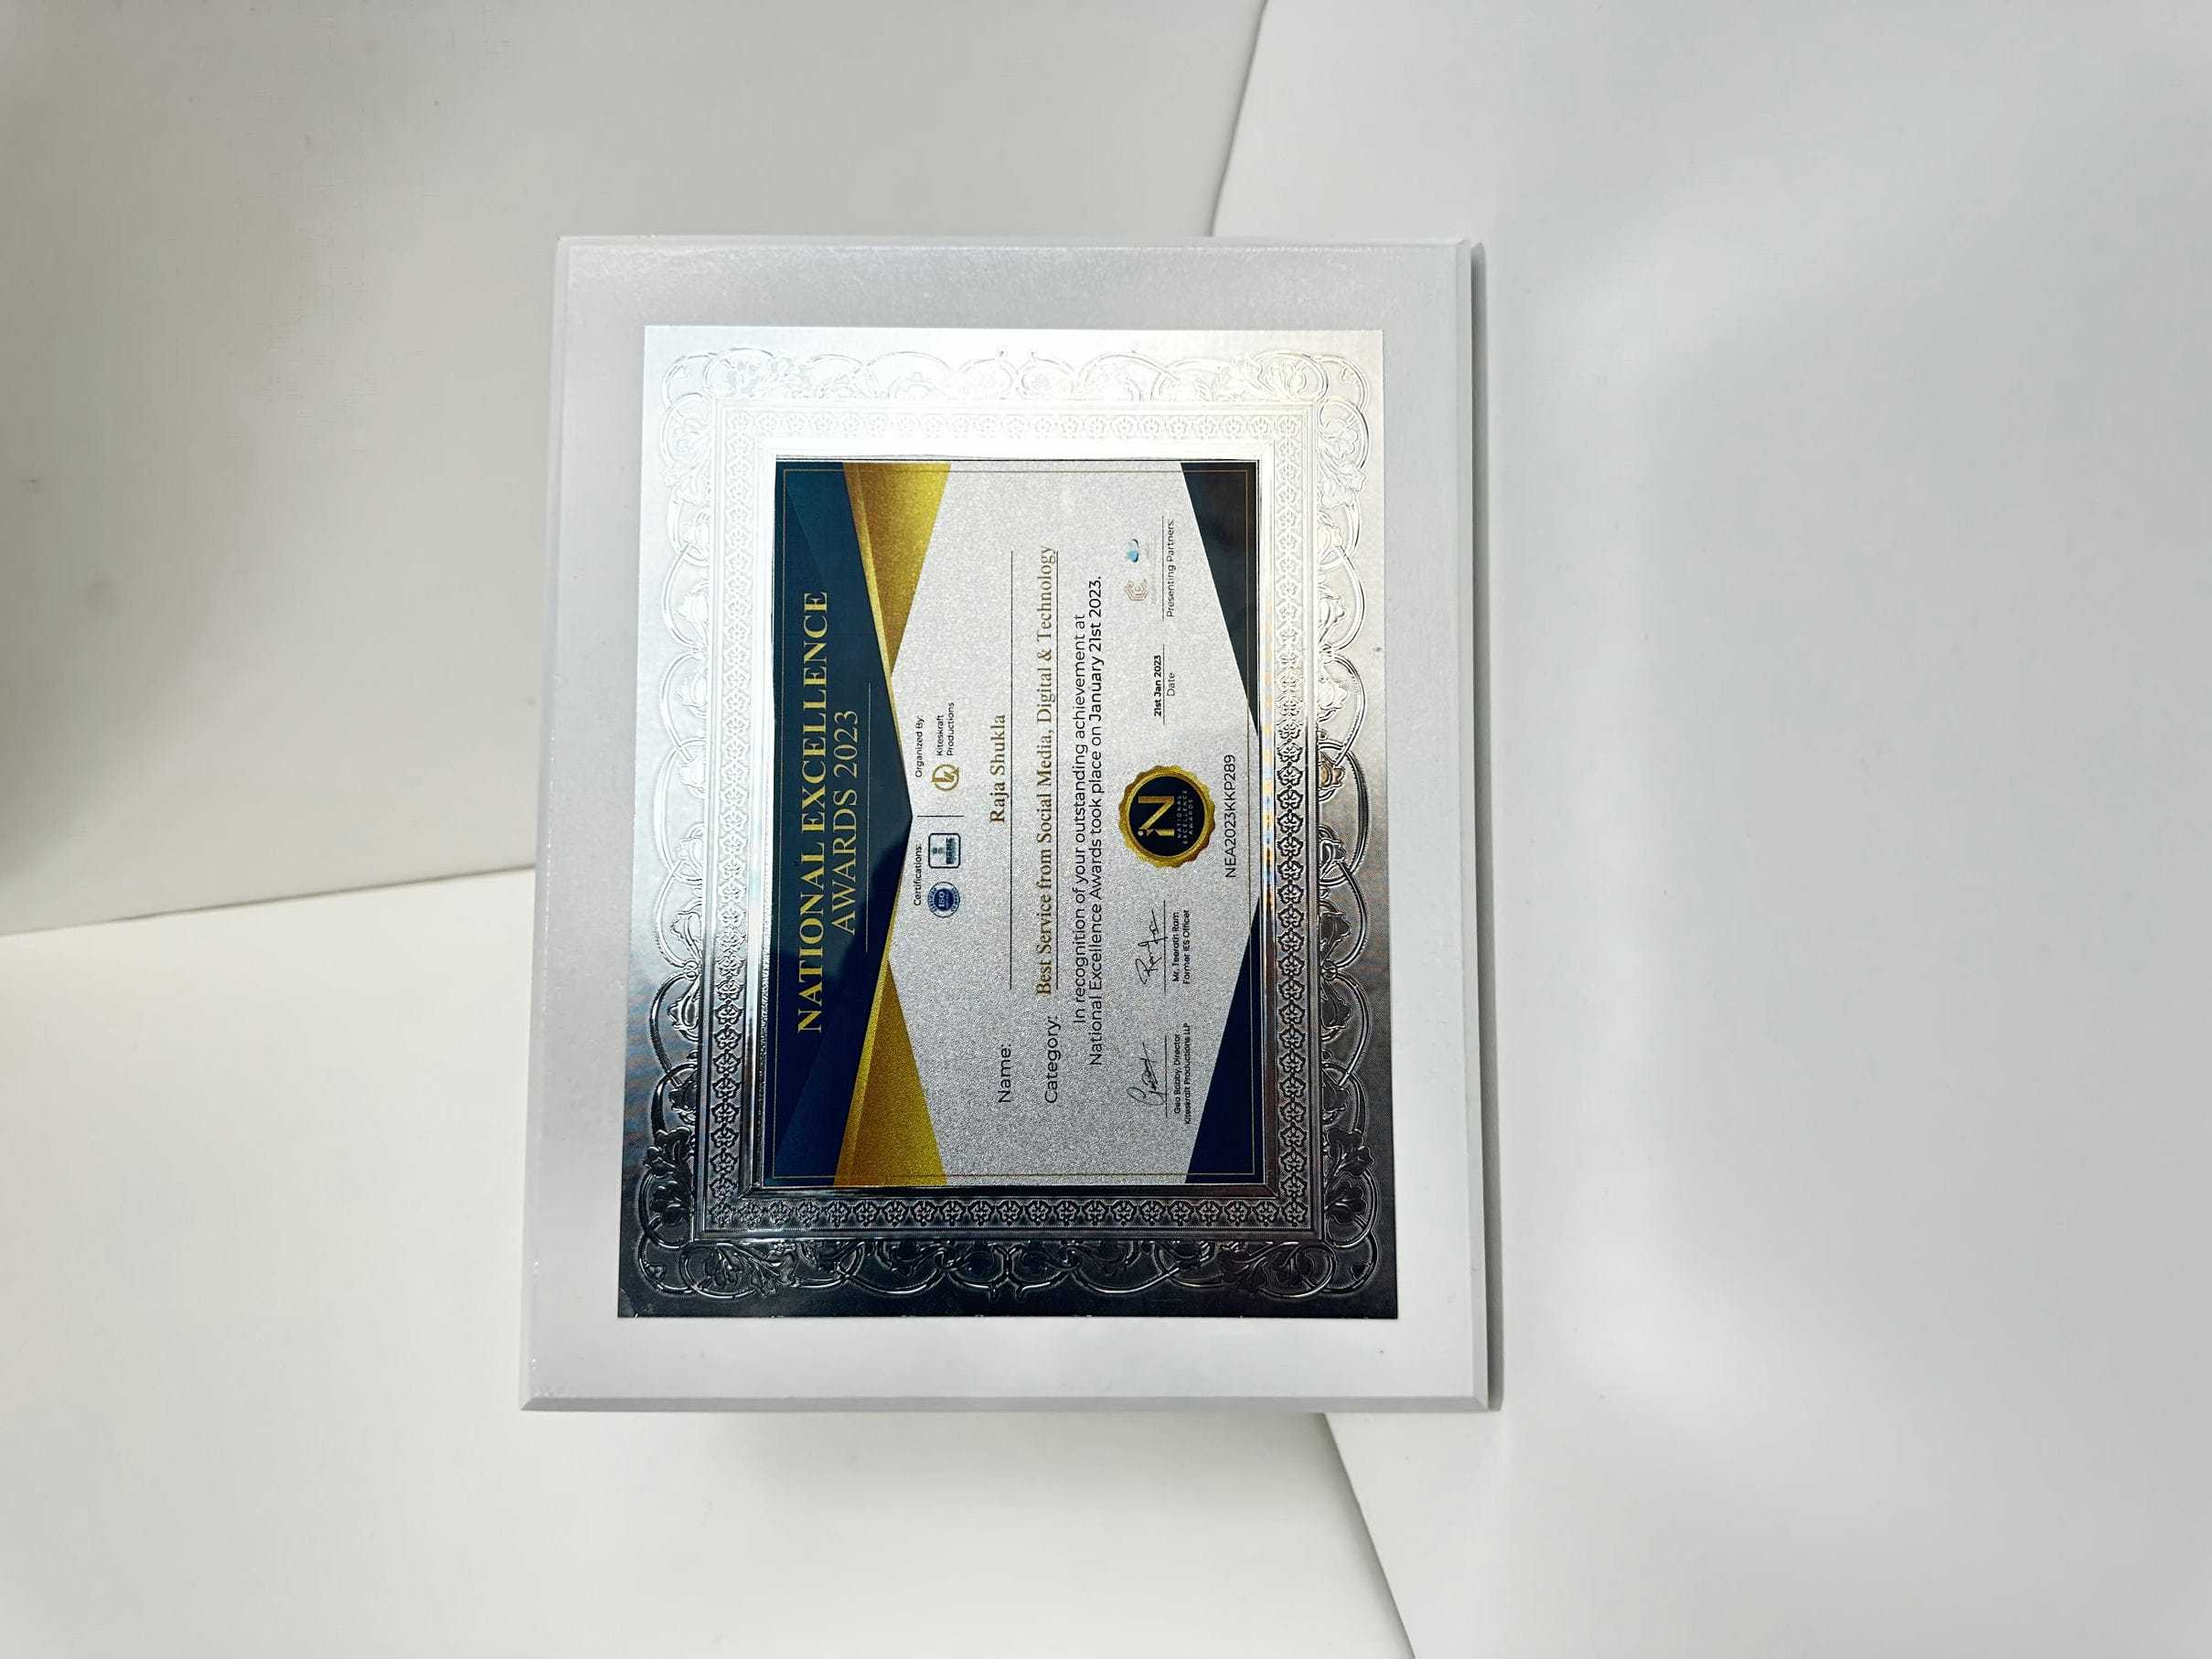 NATIONAL EXCELLENCE
AWARDS 2023
Certifications:
Organized By:
ISO
Kiteskraft
Productions
Name: Raja Shukla
Category: Best Service from Social Media, Digital & Technology
In recognition of your outstanding achievement at
National Excellence Awards took place on January 21st 2023.
Geo Bobby, Director
Kiteskraft Productions LLP
Mr. Teerath Ram
Former IES Officer
N
NATIONAL
EXCELLENCE
AWARDS
21st Jan 2023
Date
Presenting Partners:
NEA2023KKP289